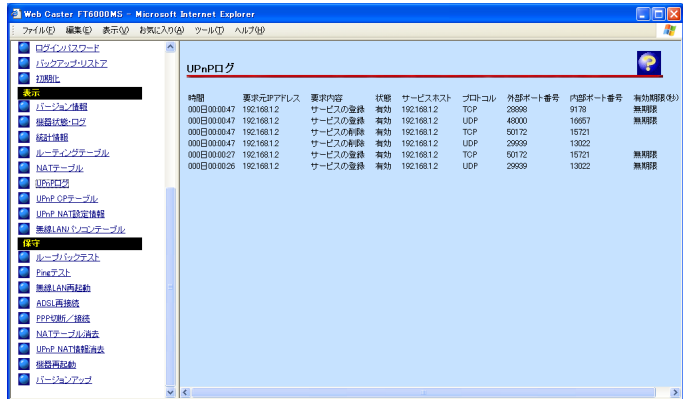 Web Caster FT6000MS - Microsoft Internet Explorer
ファイル(F) 編集(E) 表示(V) お気に入り(A) ツール(T) ヘルプ(H)
ログインパスワード
バックアップ・リストア
初期化
表示
バージョン情報
機器状態・ログ
統計情報
ルーティングテーブル
NATテーブル
UPnPログ
UPnP CPテーブル
UPnP NAT設定情報
無線LANパソコンテーブル
保守
ループバックテスト
Pingテスト
無線LAN再起動
ADSL再接続
PPP切断／接続
NATテーブル消去
UPnP NAT情報消去
機器再起動
バージョンアップ
UPnPログ
?
時間 要求元IPアドレス 要求内容 状態 サービスホスト プロトコル 外部ポート番号 内部ポート番号 有効期限(秒)
000日00:00:47 192.168.1.2 サービスの登録 有効 192.168.1.2 TCP 28898 9178 無期限
000日00:00:47 192.168.1.2 サービスの登録 有効 192.168.1.2 UDP 48000 16657 無期限
000日00:00:47 192.168.1.2 サービスの削除 有効 192.168.1.2 TCP 50172 15721
000日00:00:47 192.168.1.2 サービスの削除 有効 192.168.1.2 UDP 29939 13022
000日00:00:27 192.168.1.2 サービスの登録 有効 192.168.1.2 TCP 50172 15721 無期限
000日00:00:26 192.168.1.2 サービスの登録 有効 192.168.1.2 UDP 29939 13022 無期限